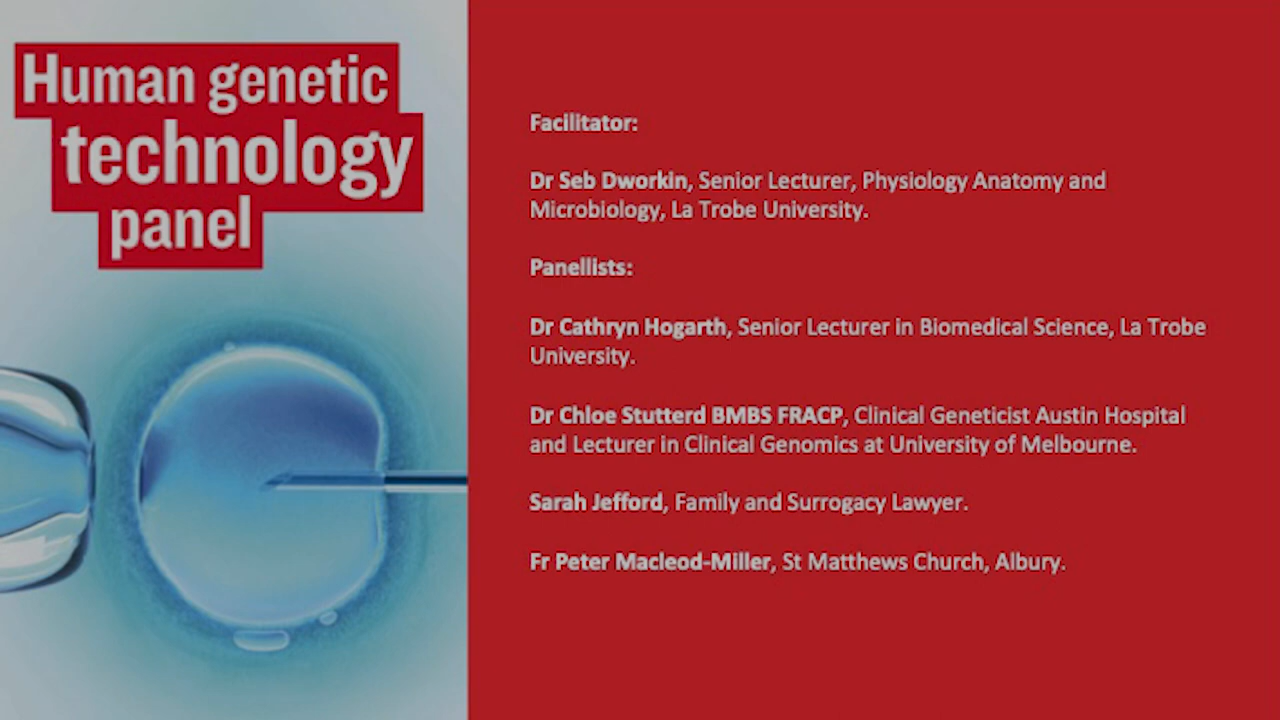 Human genetic
technology
panel
Facilitator:
Dr Seb Dworkin, Senior Lecturer, Physiology Anatomy and
Microbiology, La Trobe University.
Panellists:
Dr Cathryn Hogarth, Senior Lecturer in Biomedical Science, La Trobe
University.
Dr Chloe Stutterd BMBS FRACP, Clinical Geneticist Austin Hospital
and Lecturer in Clinical Genomics at University of Melbourne.
Sarah Jefford, Family and Surrogacy Lawyer.
Fr Peter Macleod-Miller, St Matthews Church, Albury.